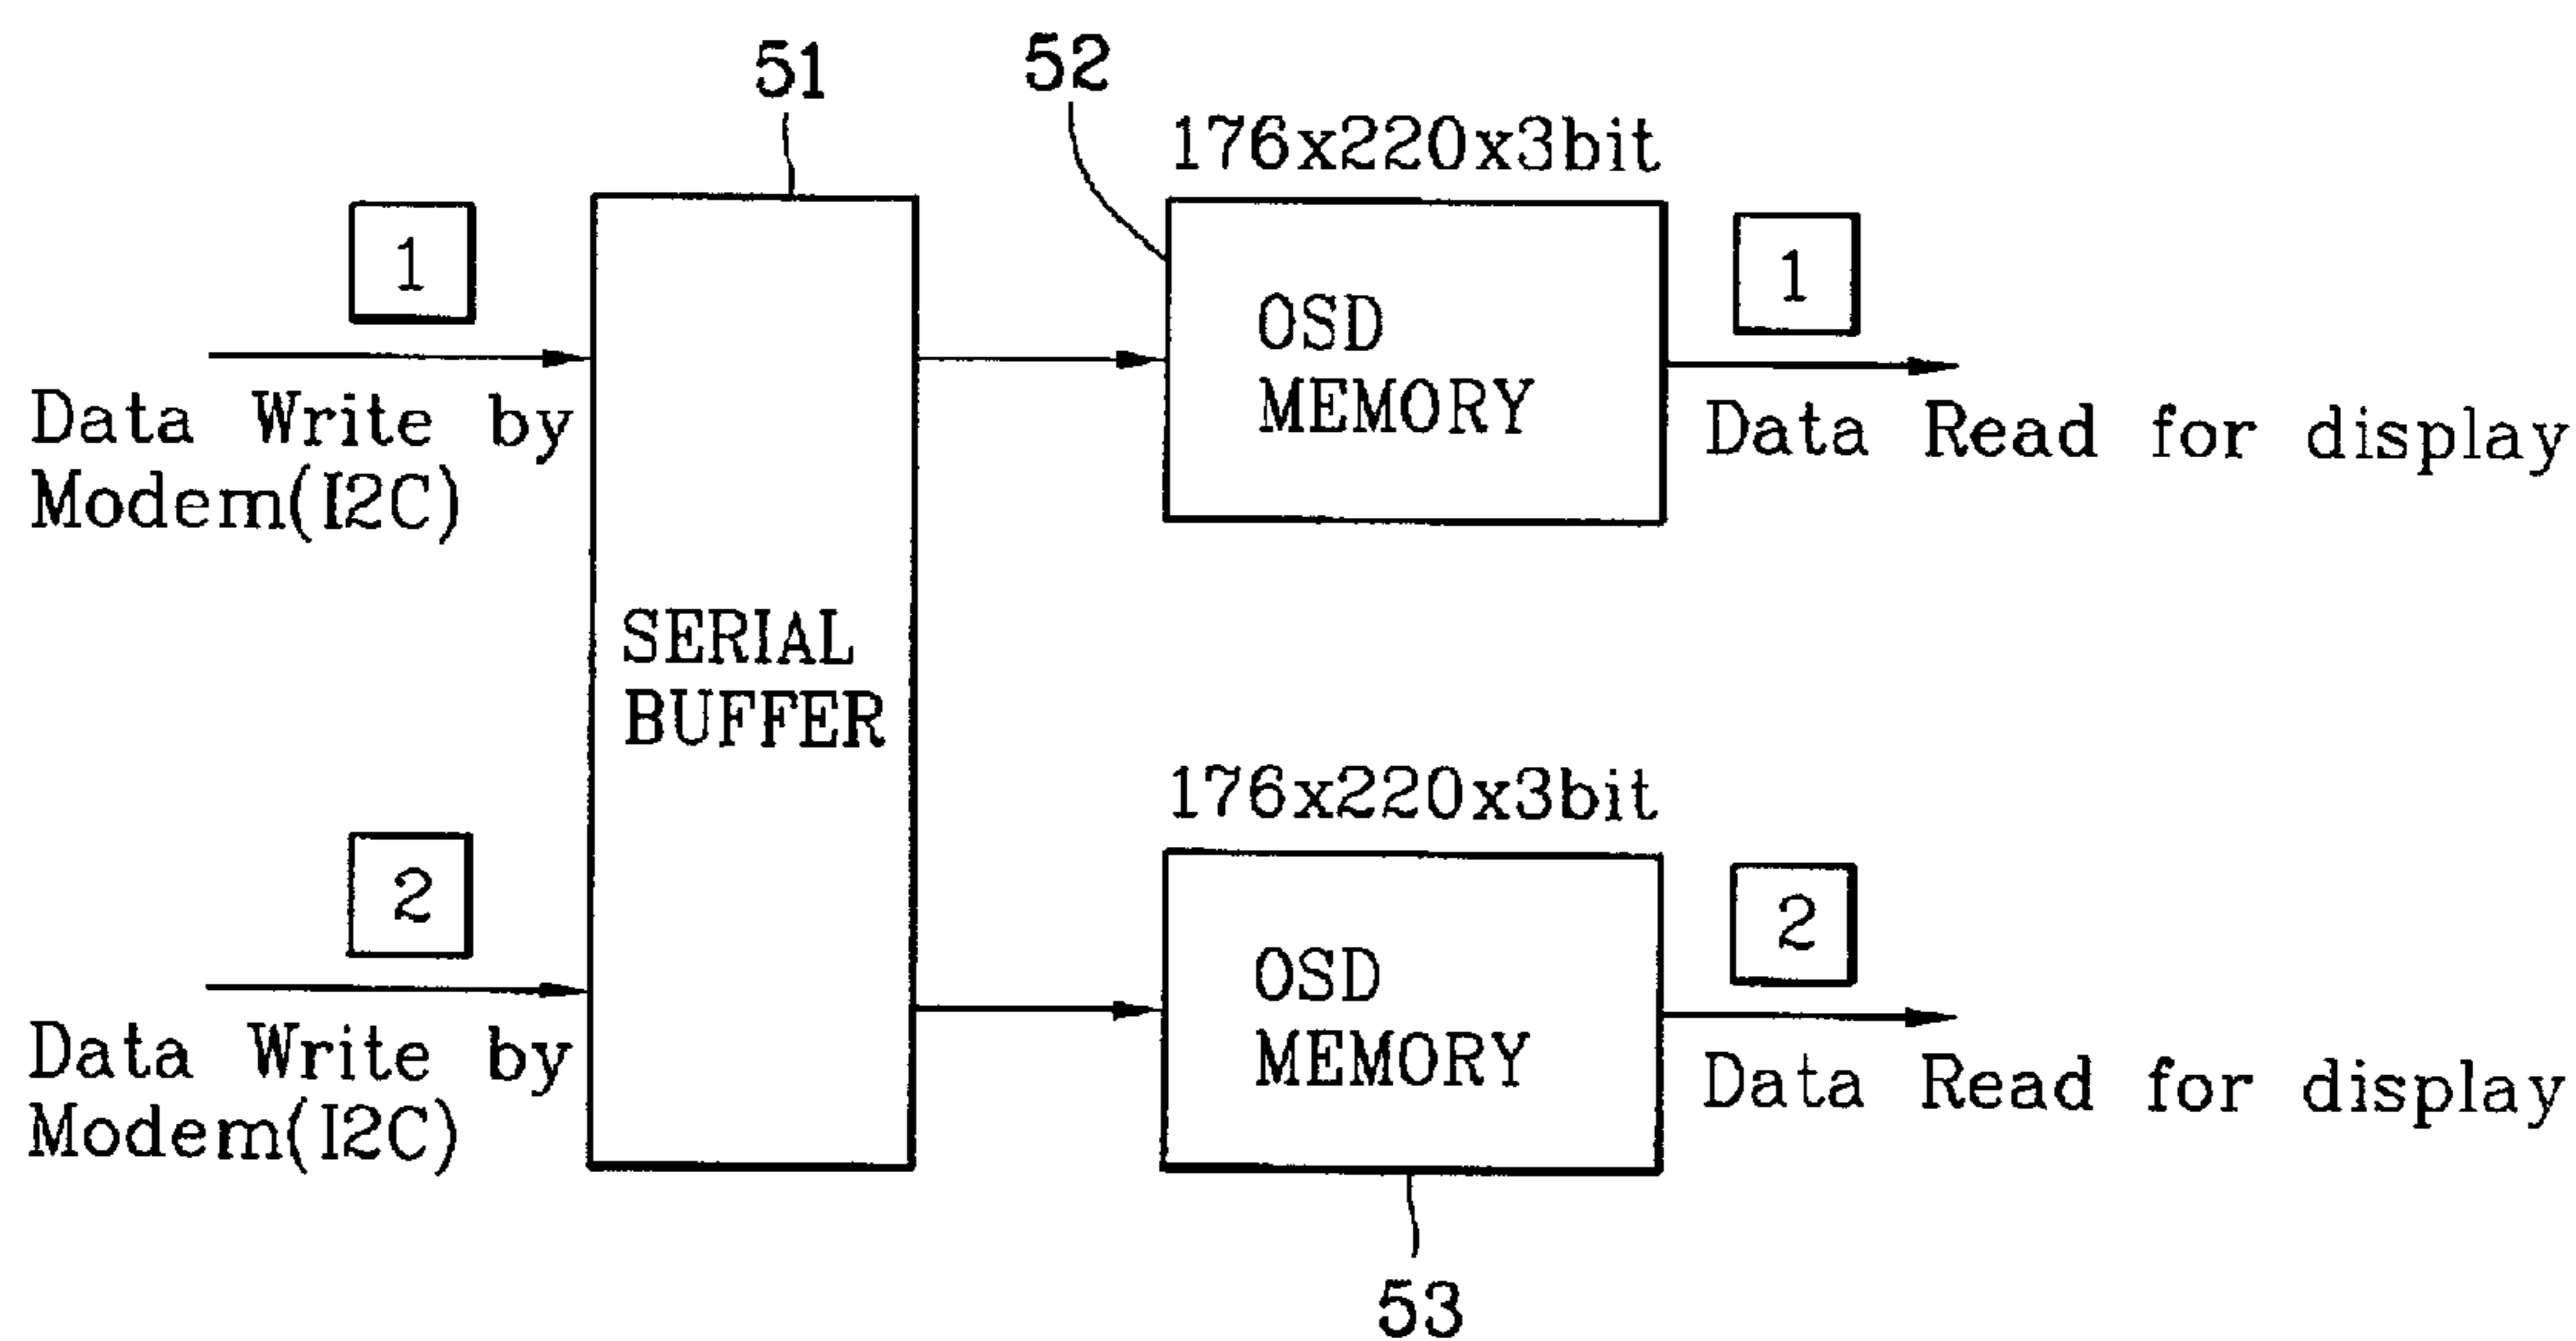 51
52
176x220x3bit
1
1
OSD
MEMORY
Data Write by
Modem(I2C)
Data Read for display
SERIAL
BUFFER
176x220x3bit
2
2
OSD
MEMORY
Data Write by
Modem(I2C)
Data Read for display
53